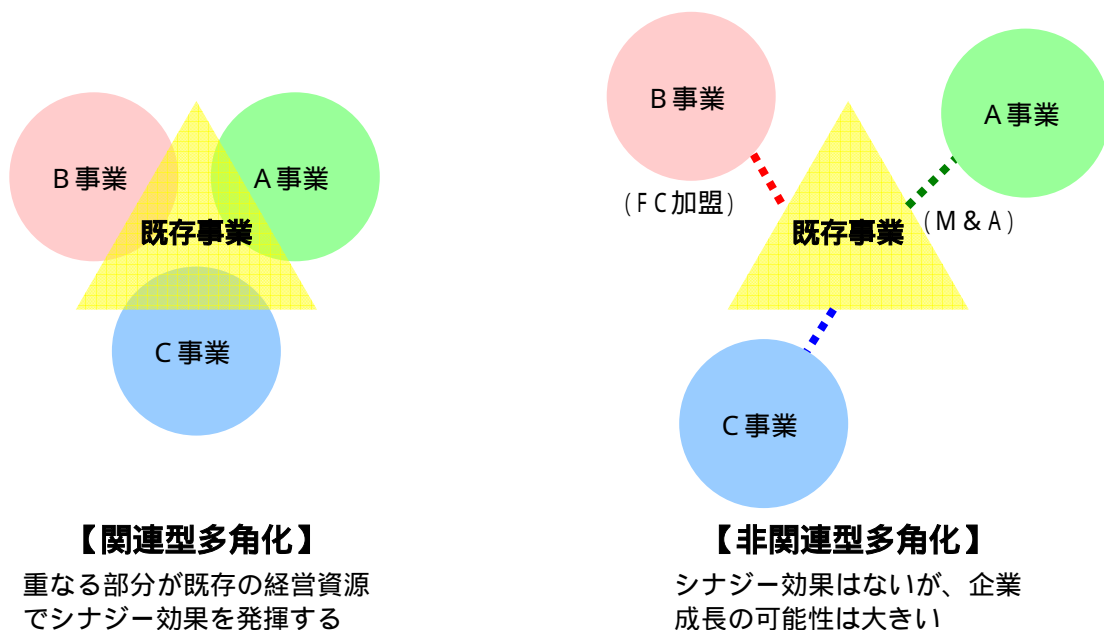 B事業
A事業
既存事業
C事業
【関連型多角化】
重なる部分が既存の経営資源
でシナジー効果を発揮する
B事業
A事業
(FC加盟)
(M&A)
既存事業
C事業
【非関連型多角化】
シナジー効果はないが、企業
成長の可能性は大きい